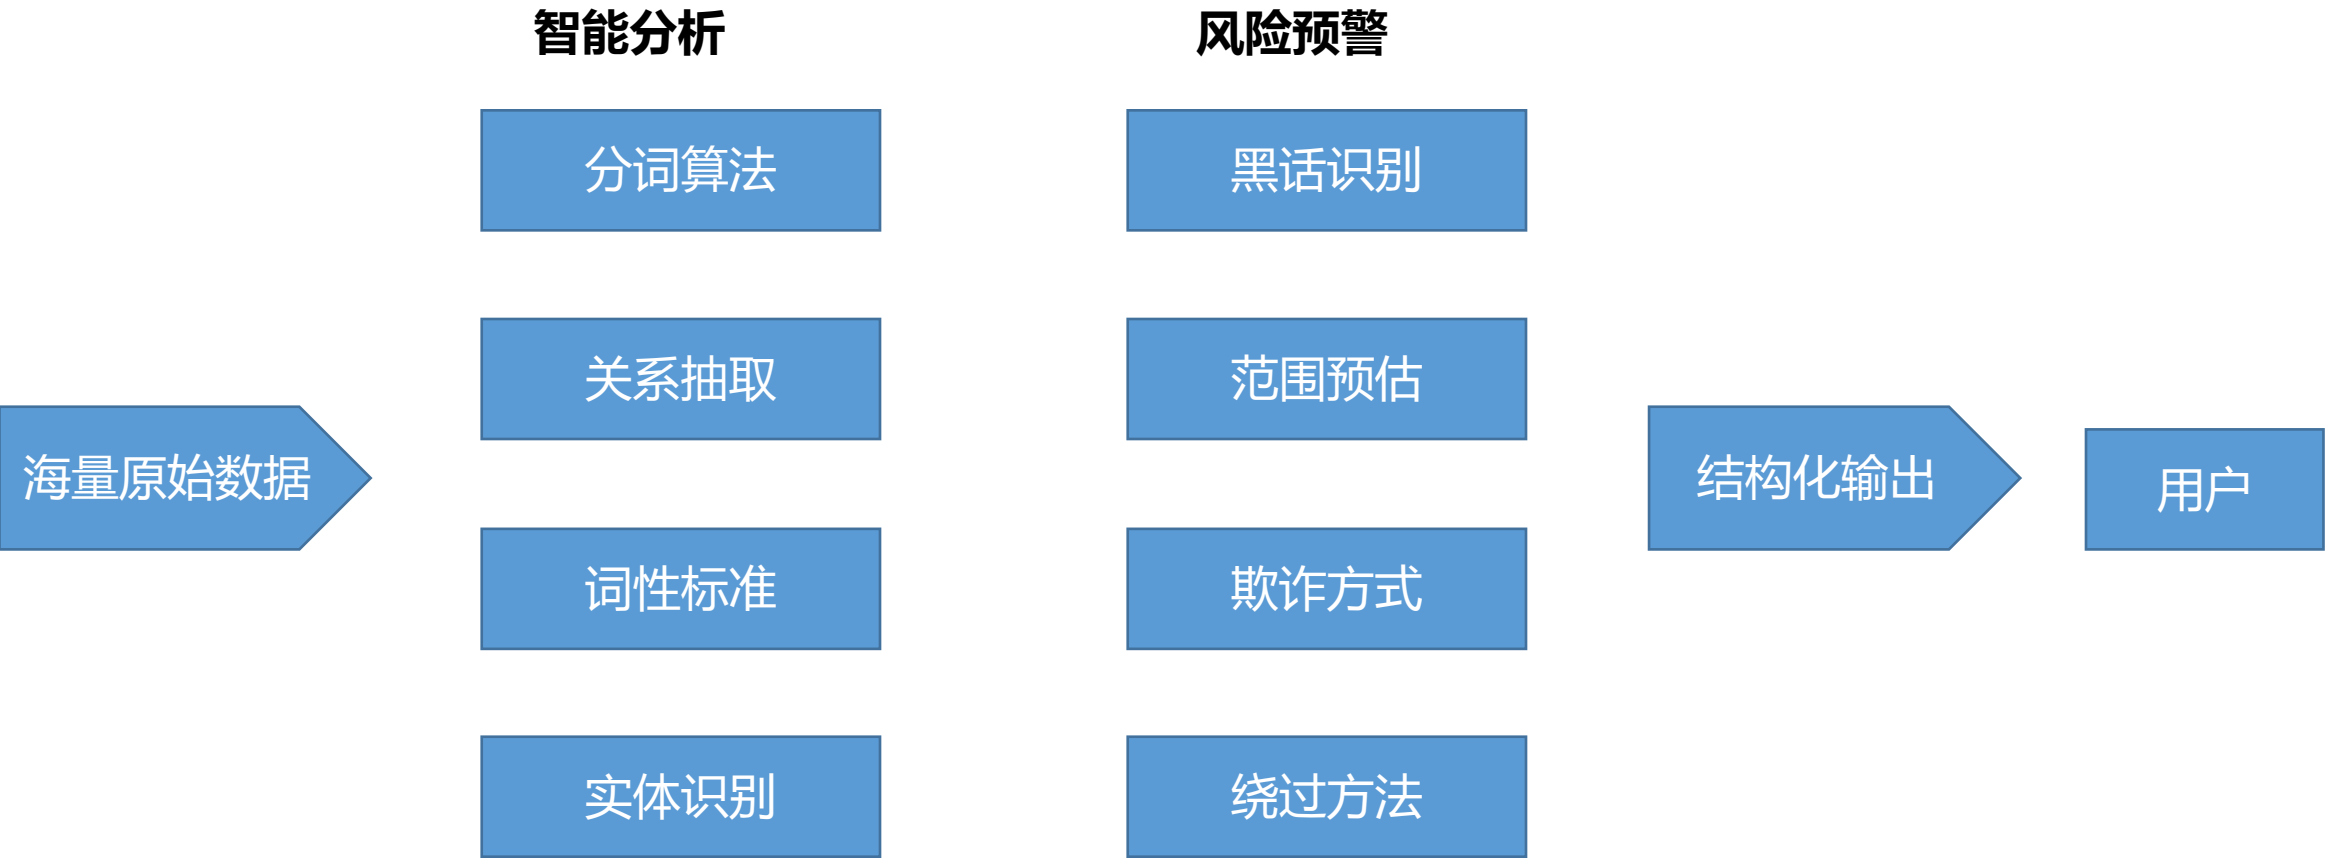 智能分析
风险预警
分词算法
黑话识别
关系抽取
范围预估
海量原始数据
结构化输出
用户
词性标准
欺诈方式
实体识别
绕过方法